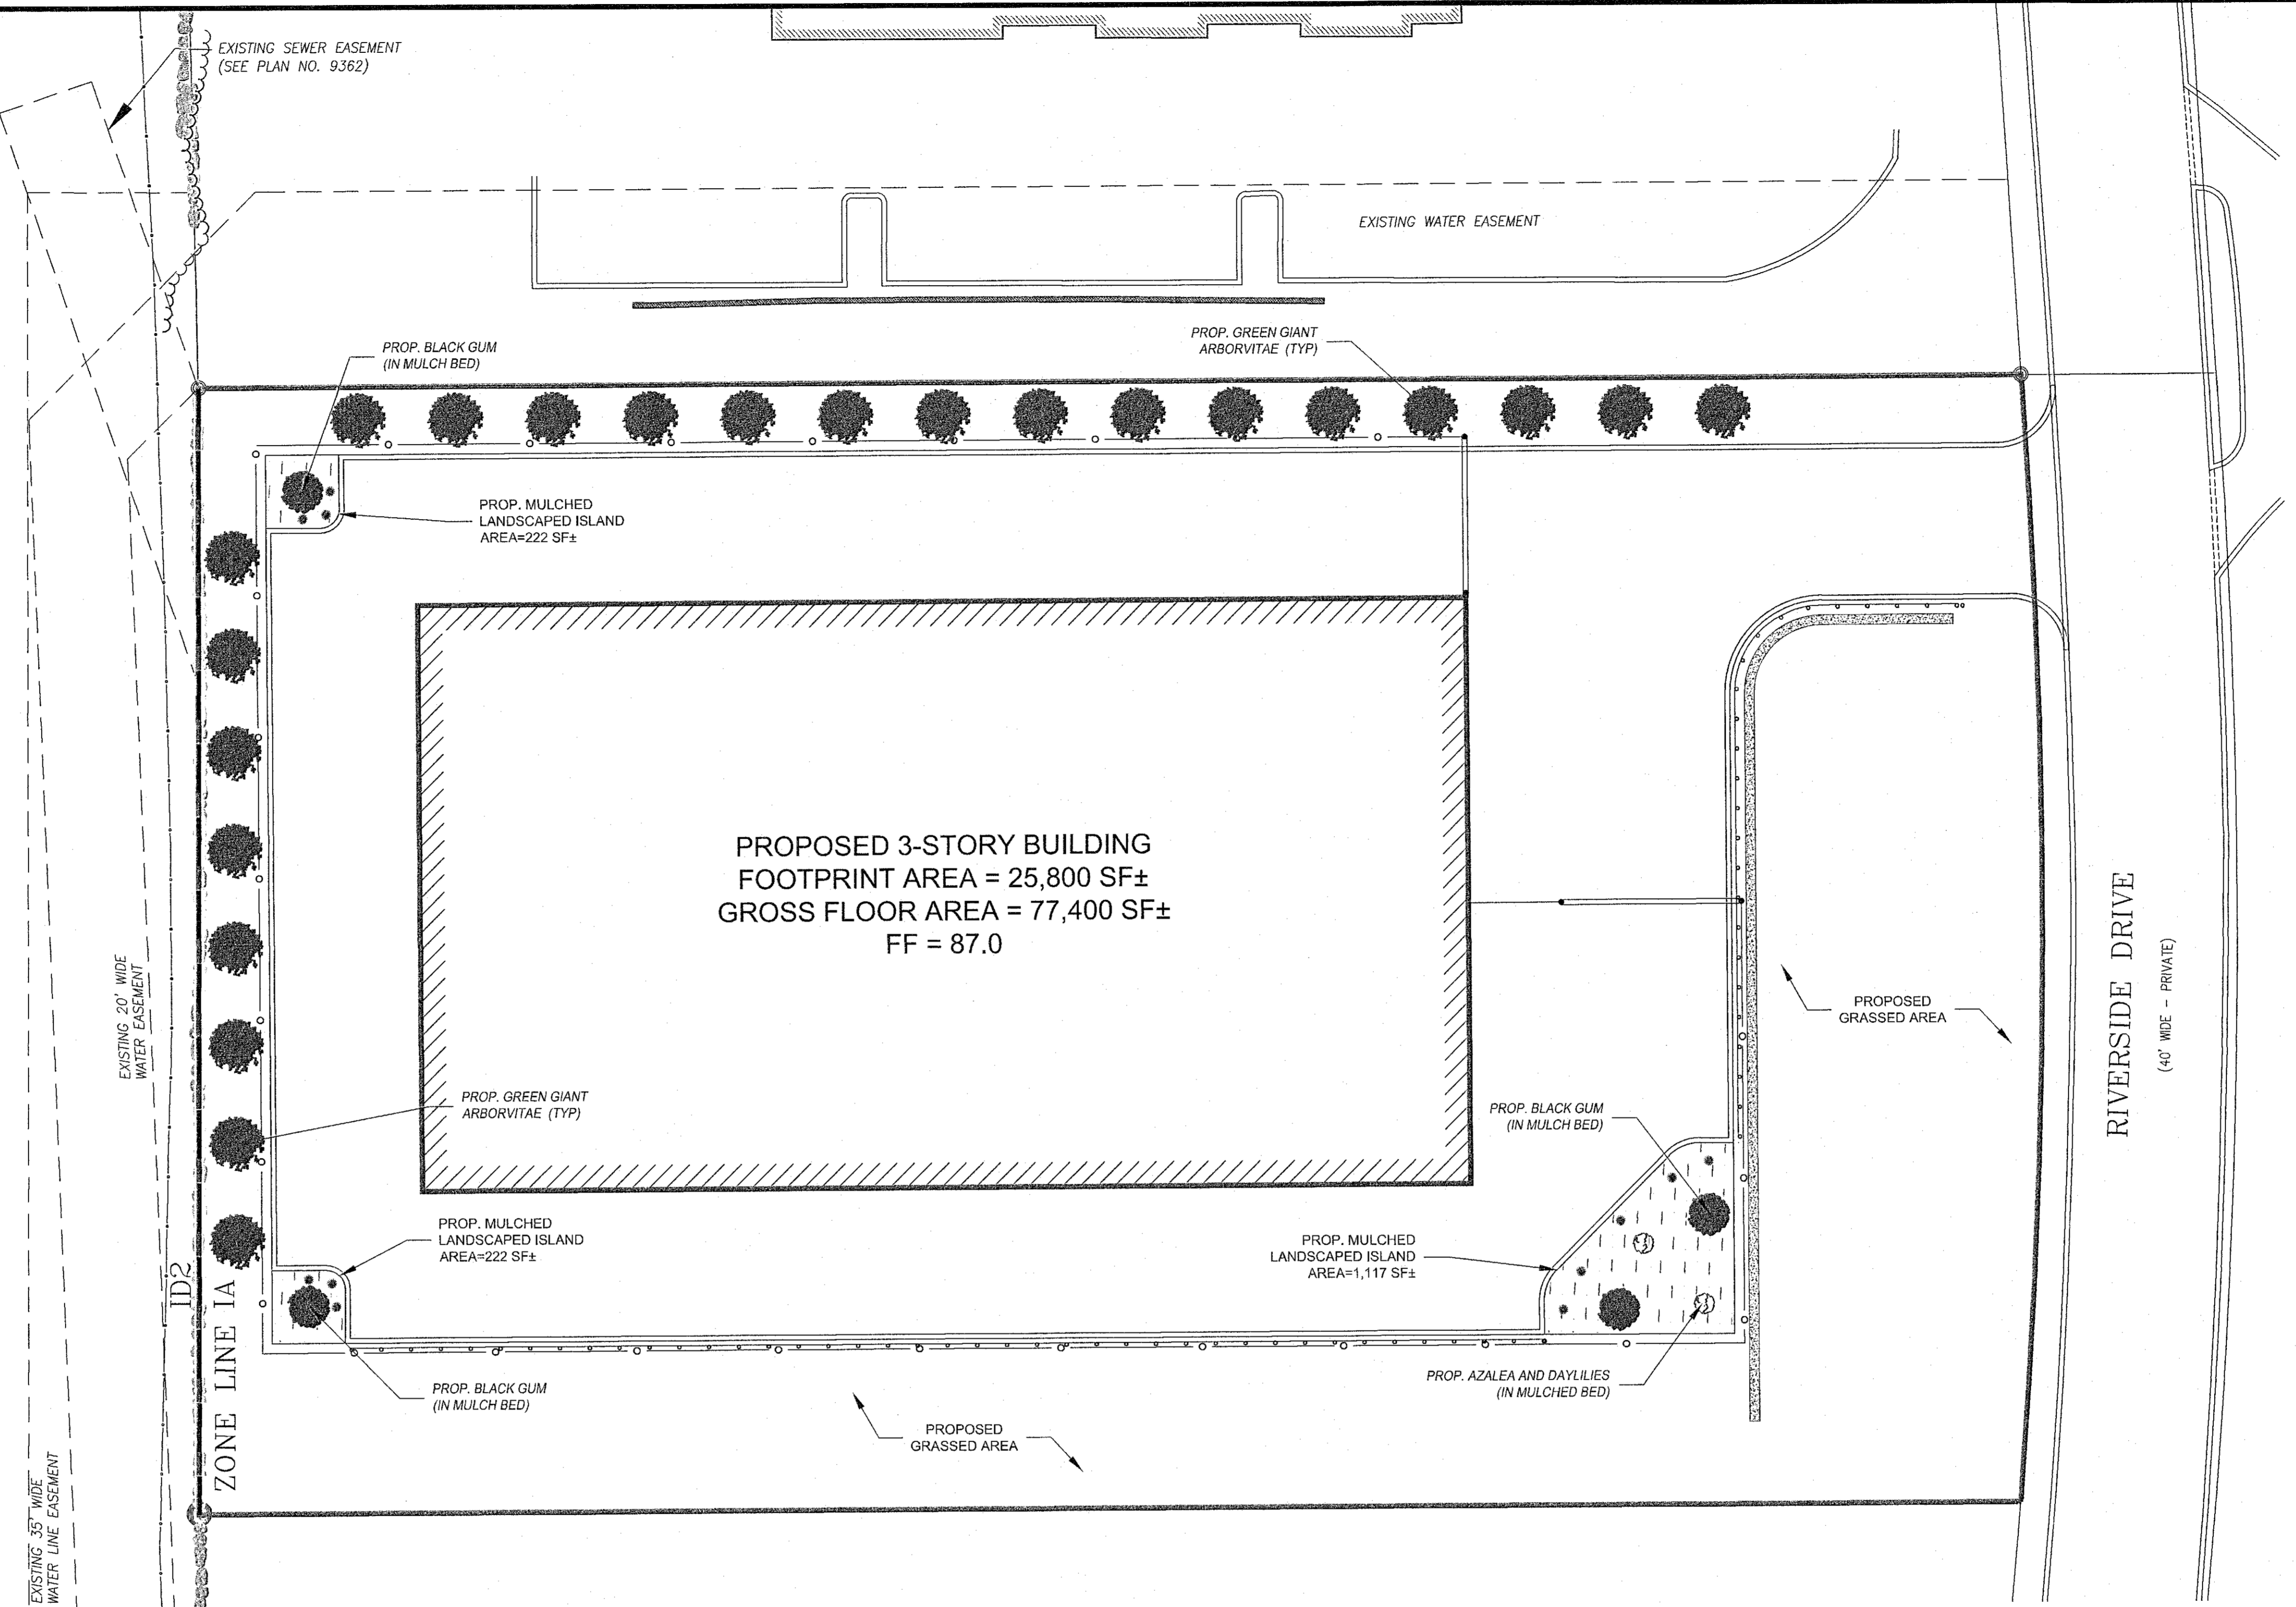 EXISTING SEWER EASEMENT
(SEE PLAN NO. 9362)
EXISTING WATER EASEMENT
PROP. BLACK GUM
(IN MULCH BED)
PROP. GREEN GIANT
ARBORVITAE (TYP)
PROP. MULCHED
LANDSCAPED ISLAND
AREA=222 SF±
PROPOSED 3-STORY BUILDING
FOOTPRINT AREA = 25,800 SF±
GROSS FLOOR AREA = 77,400 SF±
FF = 87.0
EXISTING 20' WIDE
WATER EASEMENT
PROPOSED
GRASSED AREA
RIVERSIDE DRIVE
(40' WIDE - PRIVATE)
PROP. GREEN GIANT
ARBORVITAE (TYP)
PROP. BLACK GUM
(IN MULCH BED)
PROP. MULCHED
LANDSCAPED ISLAND
AREA=222 SF±
PROP. MULCHED
LANDSCAPED ISLAND
AREA=1,117 SF±
ID2
ZONE LINE IA
PROP. BLACK GUM
(IN MULCH BED)
PROP. AZALEA AND DAYLILIES
(IN MULCHED BED)
PROPOSED
GRASSED AREA
EXISTING 35' WIDE
WATER LINE EASEMENT